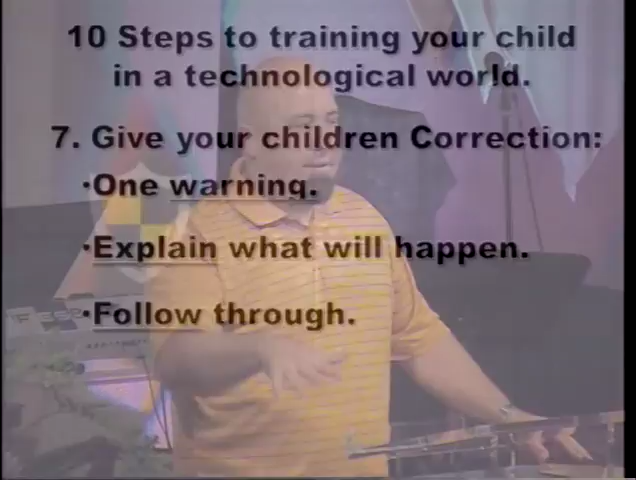 10 Steps to training your child
in a technological world.
7. Give your children Correction:
•One warning.
•Explain what will happen.
•Follow through.